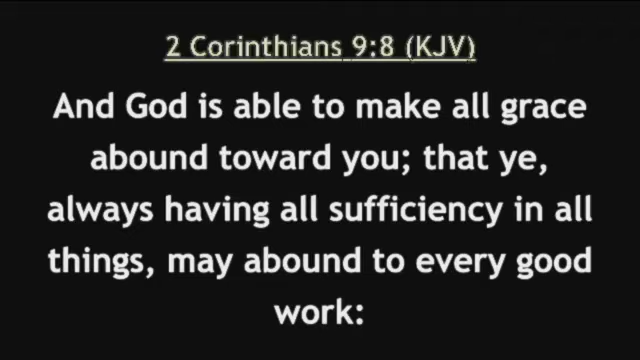 2 Corinthians 9:8 (KJV)
And God is able to make all grace
abound toward you; that ye,
always having all sufficiency in all
things, may abound to every good
work: